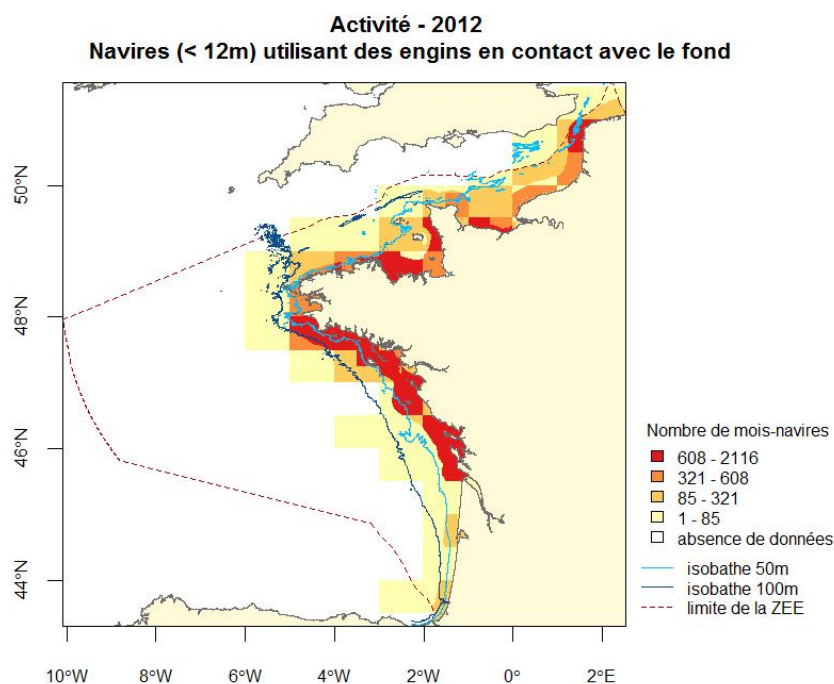 Activité - 2012
Navires (< 12m) utilisant des engins en contact avec le fond
50°N
48°N
46°N
44°N
10°W
8°W
6°W
4°W
2°W
0°
2°E
Nombre de mois-navires
608 - 2116
321 - 608
85 - 321
1 - 85
absence de données
isobathe 50m
isobathe 100m
limite de la ZEE